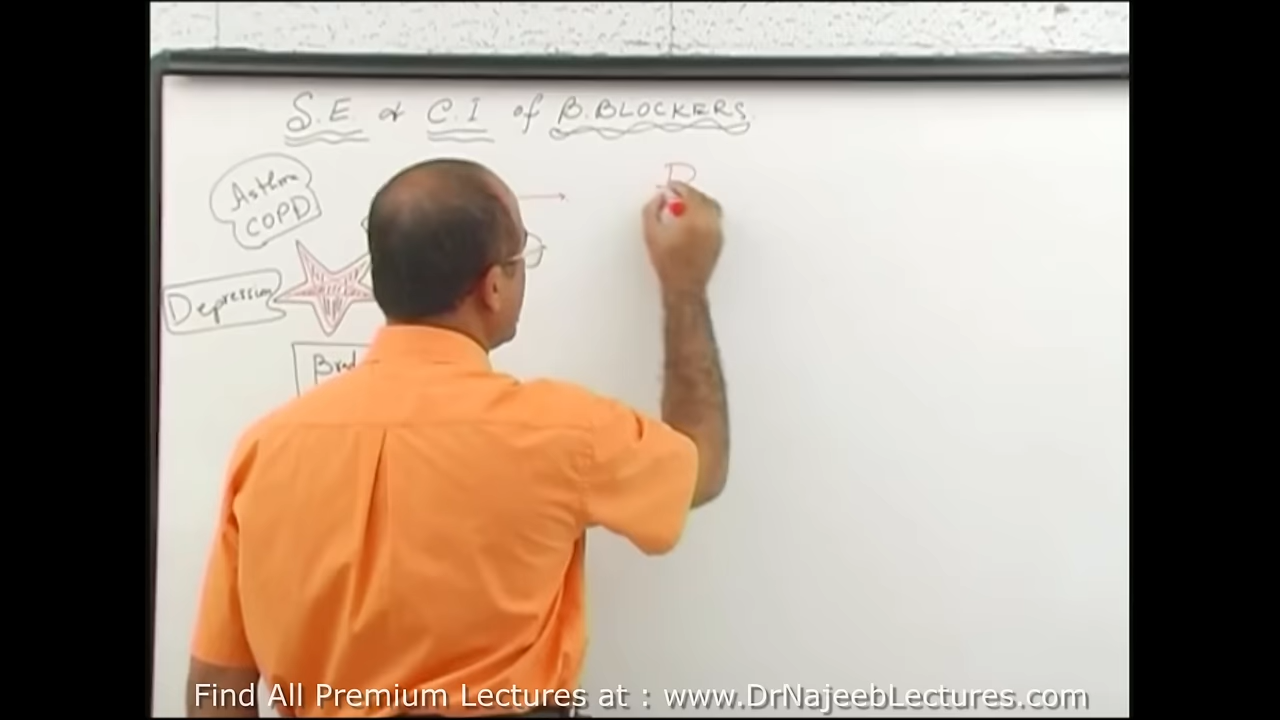 S.E & C.I of B.BLOCKERS
Asthma
COPD
Depression
Find All Premium Lectures at : www.DrNajeebLectures.com